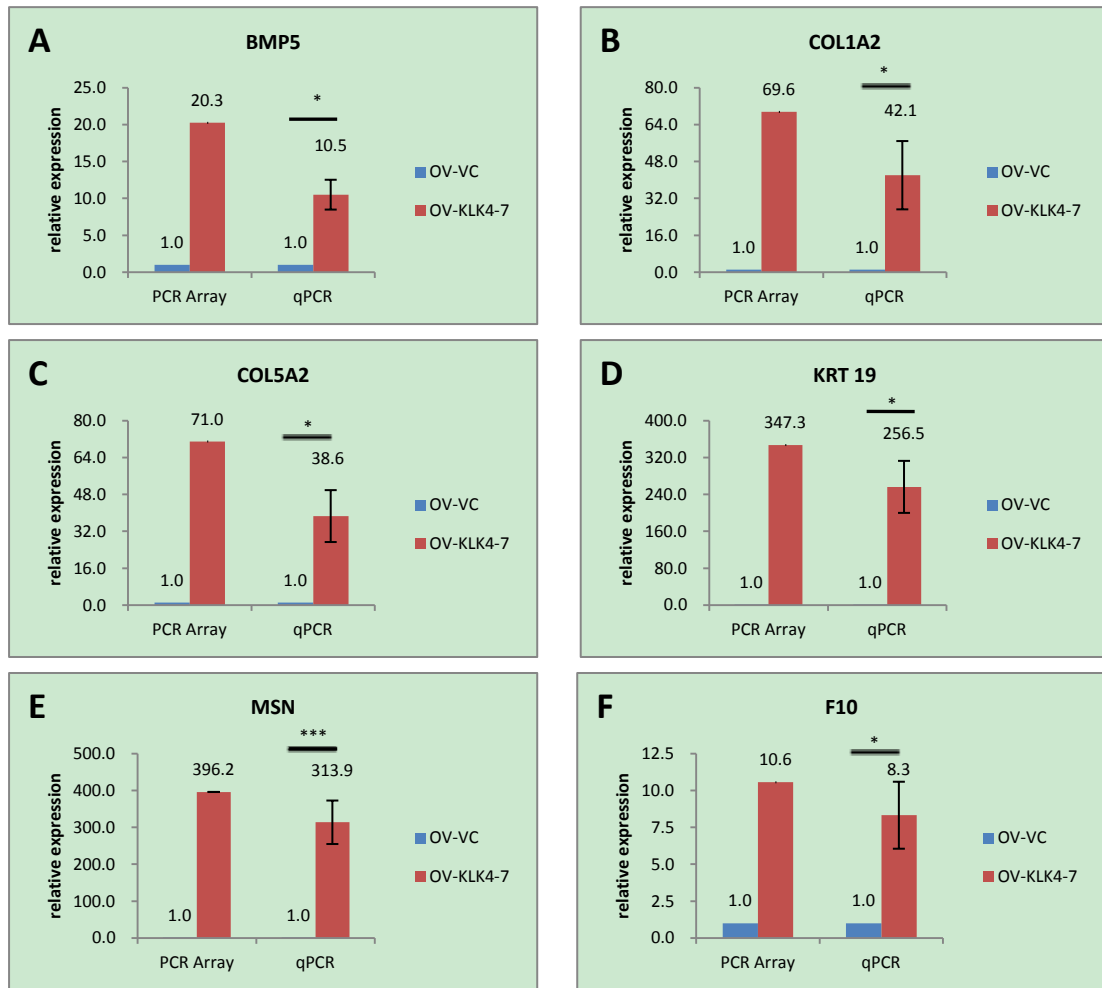 A
BMP5
relative expression
25.0
20.0
15.0
10.0
5.0
0.0
20.3
*
10.5
1.0
1.0
PCR Array
qPCR
OV-VC
OV-KLK4-7
B
COL1A2
relative expression
80.0
64.0
48.0
32.0
16.0
0.0
69.6
*
42.1
1.0
1.0
PCR Array
qPCR
OV-VC
OV-KLK4-7
C
COL5A2
relative expression
80.0
64.0
48.0
32.0
16.0
0.0
71.0
*
38.6
1.0
1.0
PCR Array
qPCR
OV-VC
OV-KLK4-7
D
KRT 19
relative expression
400.0
320.0
240.0
160.0
80.0
0.0
347.3
*
256.5
1.0
1.0
PCR Array
qPCR
OV-VC
OV-KLK4-7
E
MSN
relative expression
500.0
400.0
300.0
200.0
100.0
0.0
396.2
***
313.9
1.0
1.0
PCR Array
qPCR
OV-VC
OV-KLK4-7
F
F10
relative expression
12.5
10.0
7.5
5.0
2.5
0.0
10.6
*
8.3
1.0
1.0
PCR Array
qPCR
OV-VC
OV-KLK4-7